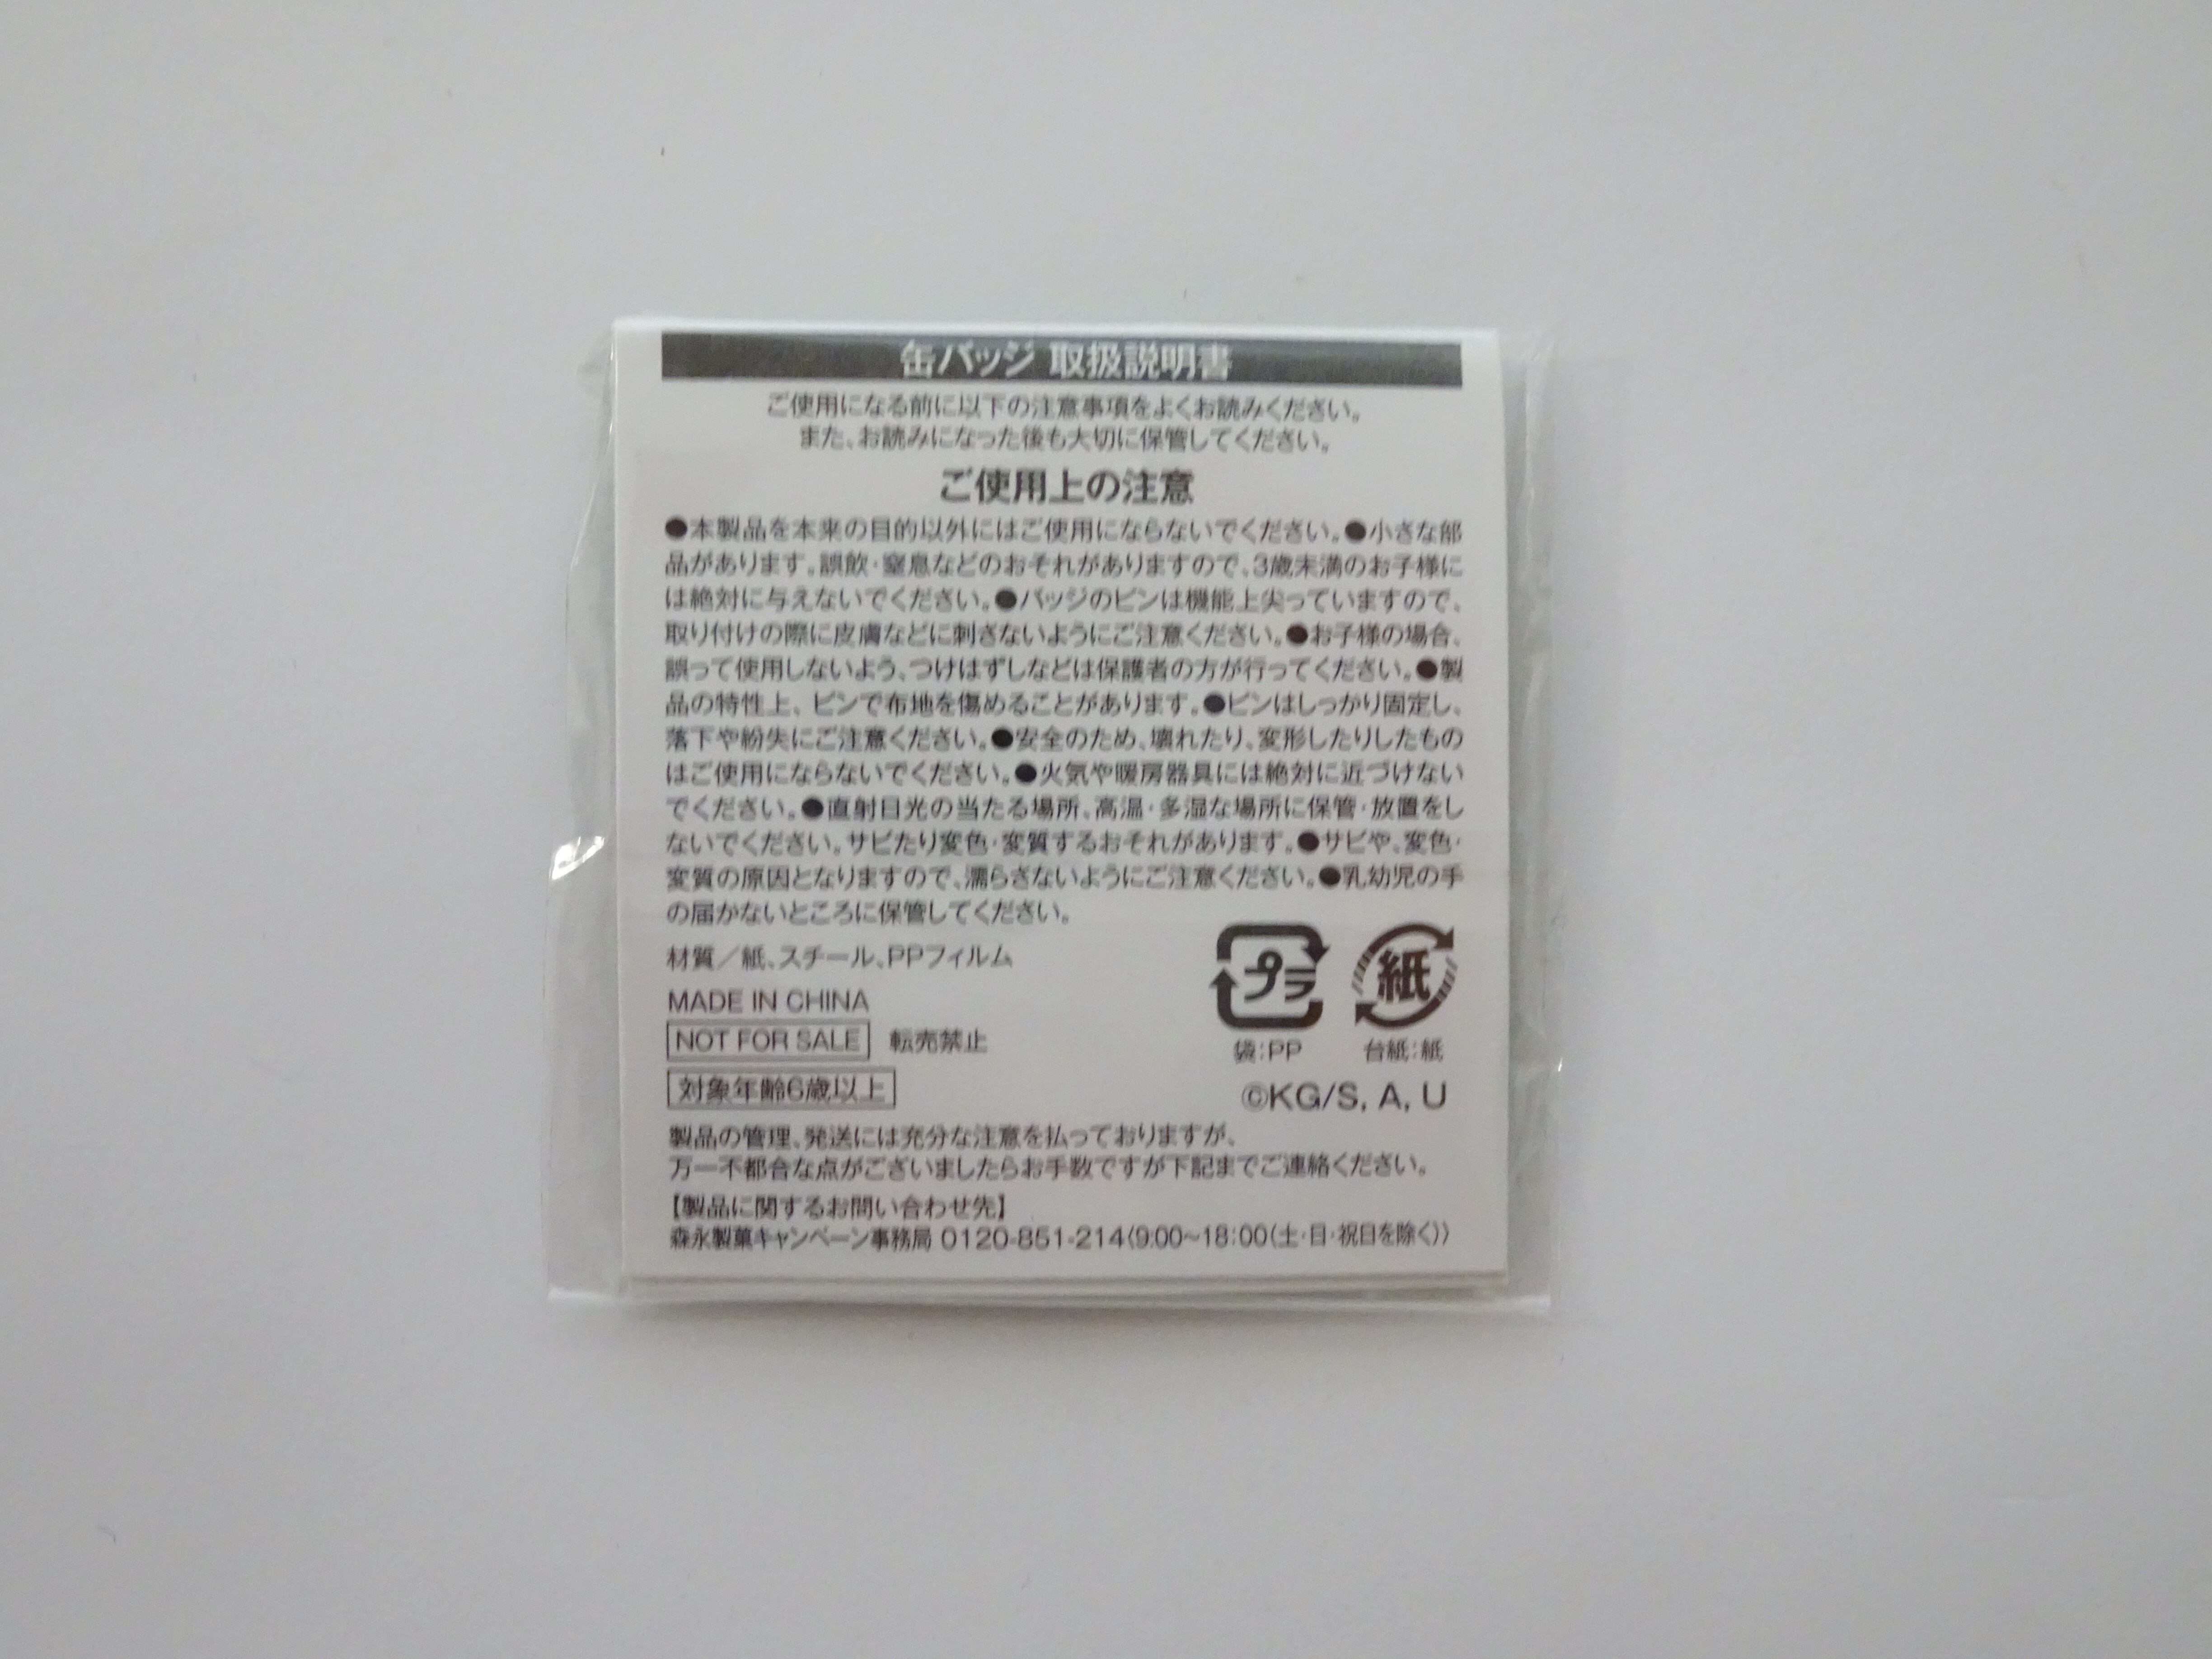 缶バッジ 取扱説明書
ご使用になる前に以下の注意事項をよくお読みください。
また、お読みになった後も大切に保管してください。
ご使用上の注意
●本製品を本来の目的以外にはご使用にならないでください。●小さな部
品があります。誤飲・窒息などのおそれがありますので、3歳未満のお子様に
は絶対に与えないでください。●バッジのピンは機能上尖っていますので、
取り付けの際に皮膚などに刺さないようにご注意ください。●お子様の場合、
誤って使用しないよう、つけはずしなどは保護者の方が行ってください。●製
品の特性上、ピンで布地を傷めることがあります。●ピンはしっかり固定し、
落下や紛失にご注意ください。●安全のため、壊れたり、変形したりしたもの
はご使用にならないでください。●火気や暖房器具には絶対に近づけない
でください。●直射日光の当たる場所、高温・多湿な場所に保管・放置をし
ないでください。サビたり変色・変質するおそれがあります。●サビや、変色・
変質の原因となりますので、濡らさないようにご注意ください。●乳幼児の手
の届かないところに保管してください。
材質／紙、スチール、PPフィルム
MADE IN CHINA
NOT FOR SALE 転売禁止
対象年齢6歳以上
プラ
袋:PP
紙
台紙:紙
©KG/S, A, U
製品の管理、発送には充分な注意を払っておりますが、
万一不都合な点がございましたらお手数ですが下記までご連絡ください。
【製品に関するお問い合わせ先】
森永製菓キャンペーン事務局 0120-851-214(9:00~18:00(土・日・祝日を除く))